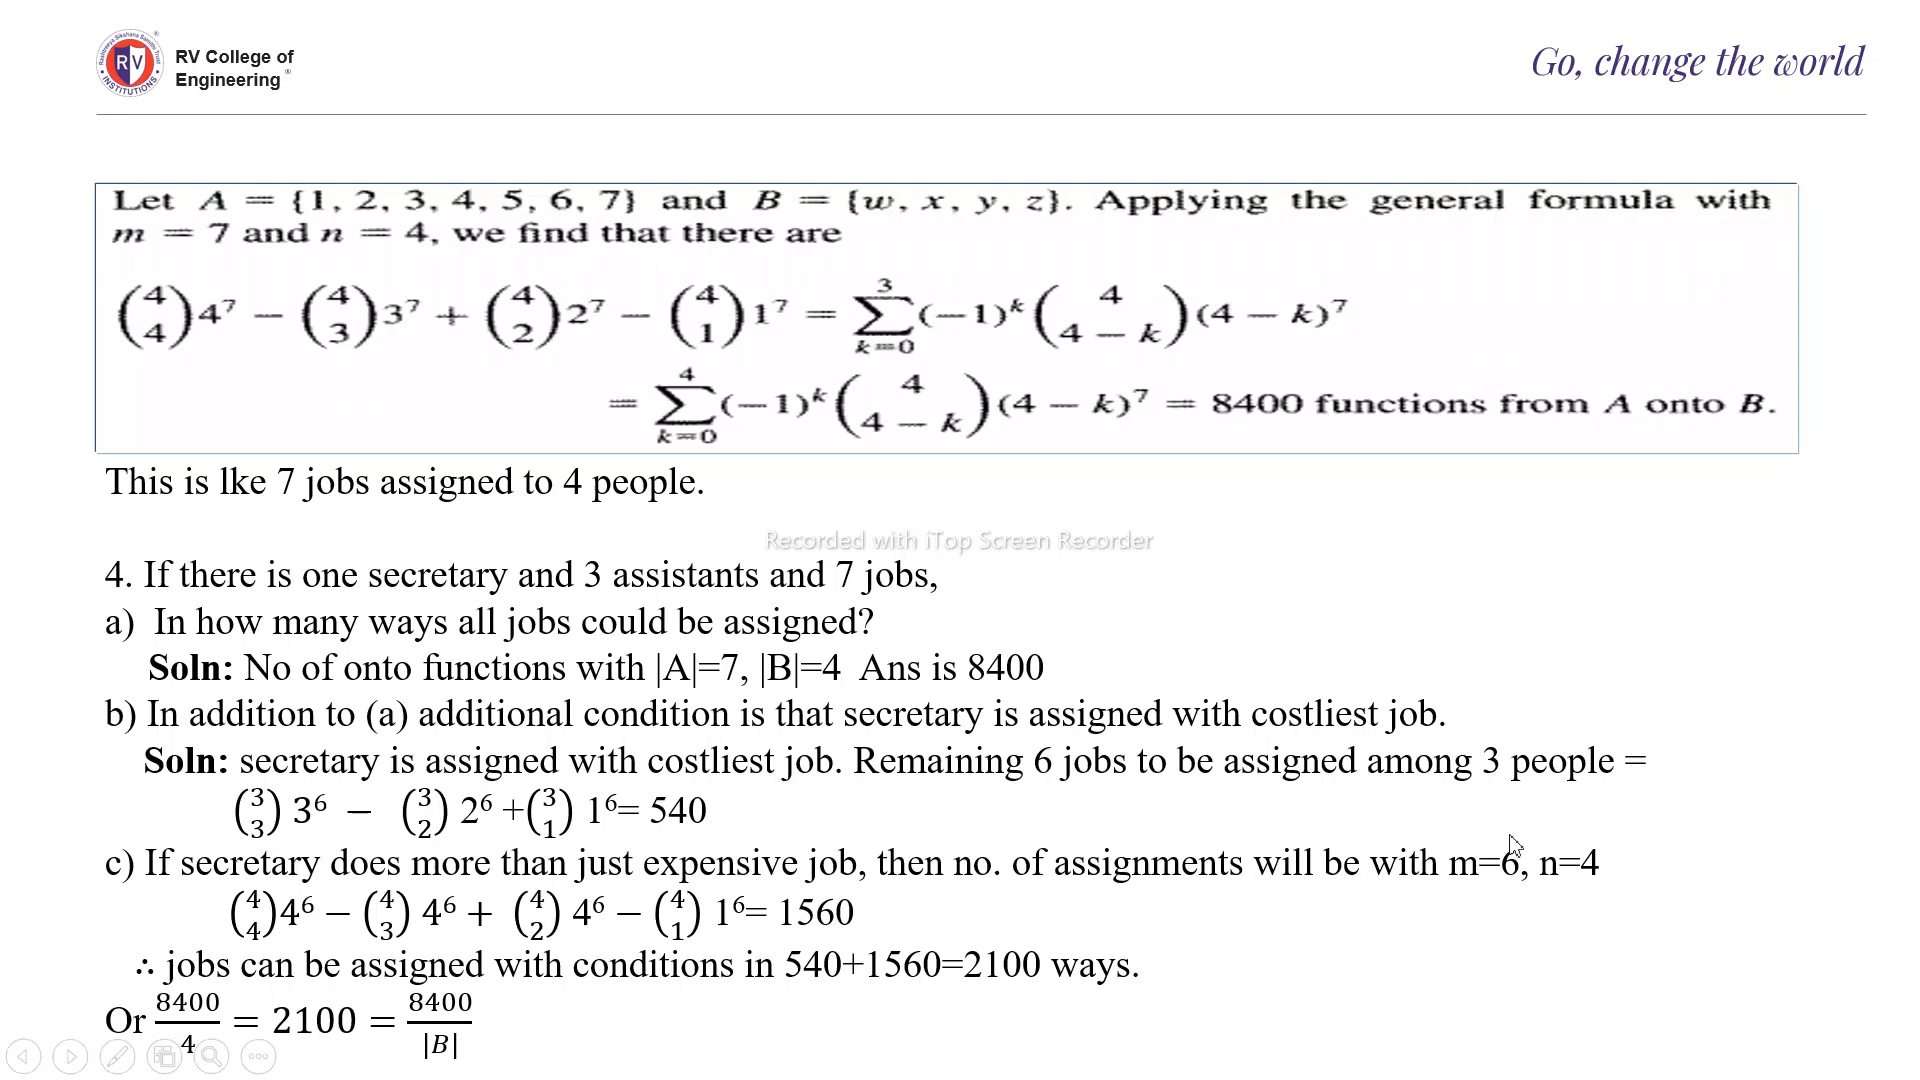 RV College of
Engineering
Go, change the world
Let A = {1, 2, 3, 4, 5, 6, 7} and B = {w, x, y, z}. Applying the general formula with
m = 7 and n = 4, we find that there are
(4 4)4⁷ − (4 3)3⁷ + (4 2)2⁷ − (4 1)1⁷ = ∑_{k=0}^{3}(−1)ᵏ(4 4 − k)(4 − k)⁷
= ∑_{k=0}^{4}(−1)ᵏ(4 4 − k)(4 − k)⁷ = 8400 functions from A onto B.
This is lke 7 jobs assigned to 4 people.
Recorded with iTop Screen Recorder
4. If there is one secretary and 3 assistants and 7 jobs,
a) In how many ways all jobs could be assigned?
Soln: No of onto functions with |A|=7, |B|=4 Ans is 8400
b) In addition to (a) additional condition is that secretary is assigned with costliest job.
Soln: secretary is assigned with costliest job. Remaining 6 jobs to be assigned among 3 people =
(3 3) 3⁶ − (3 2) 2⁶ +(3 1) 1⁶= 540
c) If secretary does more than just expensive job, then no. of assignments will be with m=6, n=4
(4 4)4⁶ − (4 3) 4⁶ + (4 2) 4⁶ − (4 1) 1⁶= 1560
∴ jobs can be assigned with conditions in 540+1560=2100 ways.
Or 8400/4 = 2100 = 8400/|B|